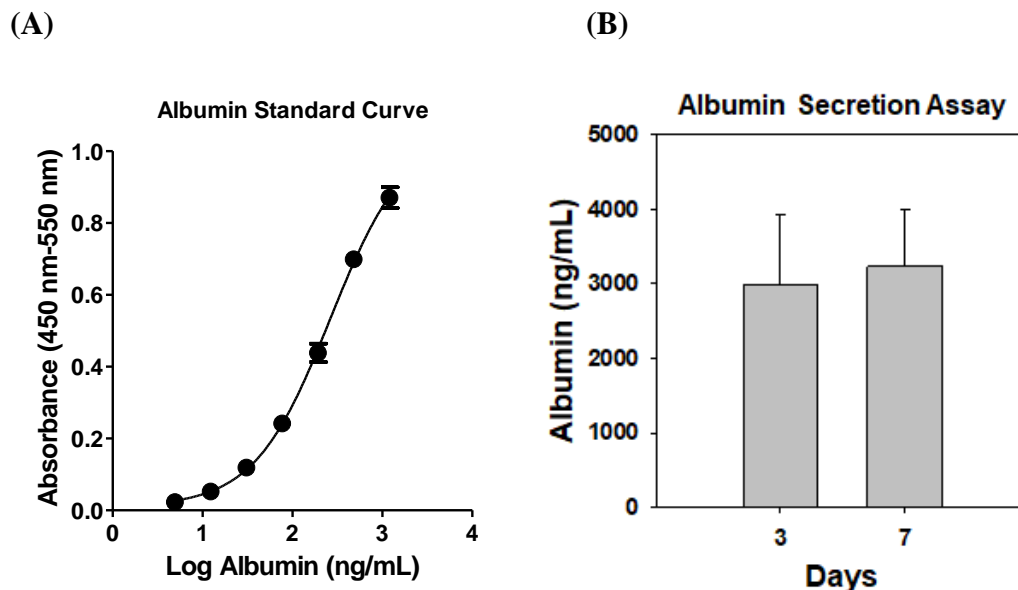 (A)
Albumin Standard Curve
Absorbance (450 nm-550 nm)
1.0
0.8
0.6
0.4
0.2
0.0
0 1 2 3 4
Log Albumin (ng/mL)
(B)
Albumin Secretion Assay
Albumin (ng/mL)
5000
4000
3000
2000
1000
0
3 7
Days